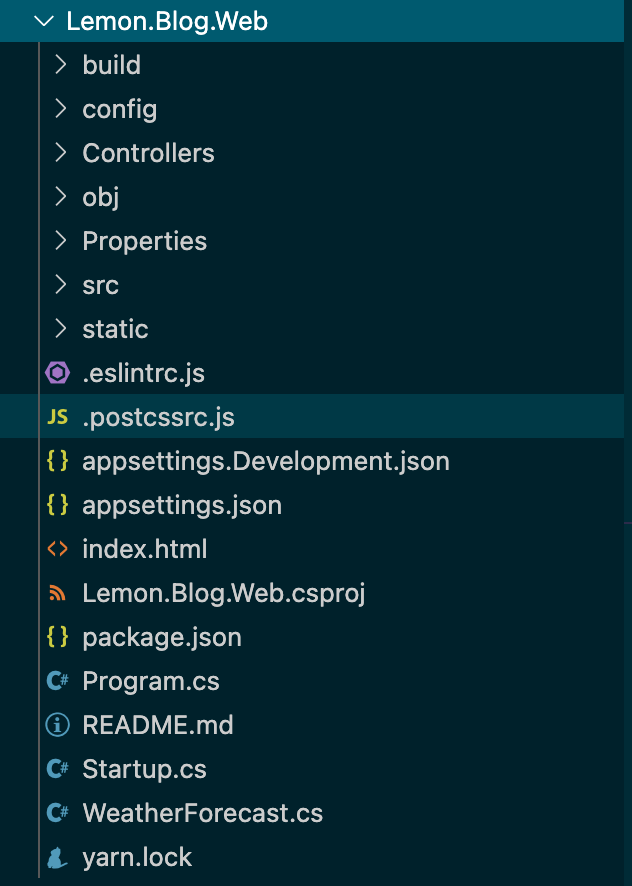 Lemon.Blog.Web
build
config
Controllers
obj
Properties
src
static
.eslintrc.js
JS .postcssrc.js
{ } appsettings.Development.json
{ } appsettings.json
<> index.html
Lemon.Blog.Web.csproj
{ } package.json
C# Program.cs
README.md
C# Startup.cs
C# WeatherForecast.cs
yarn.lock